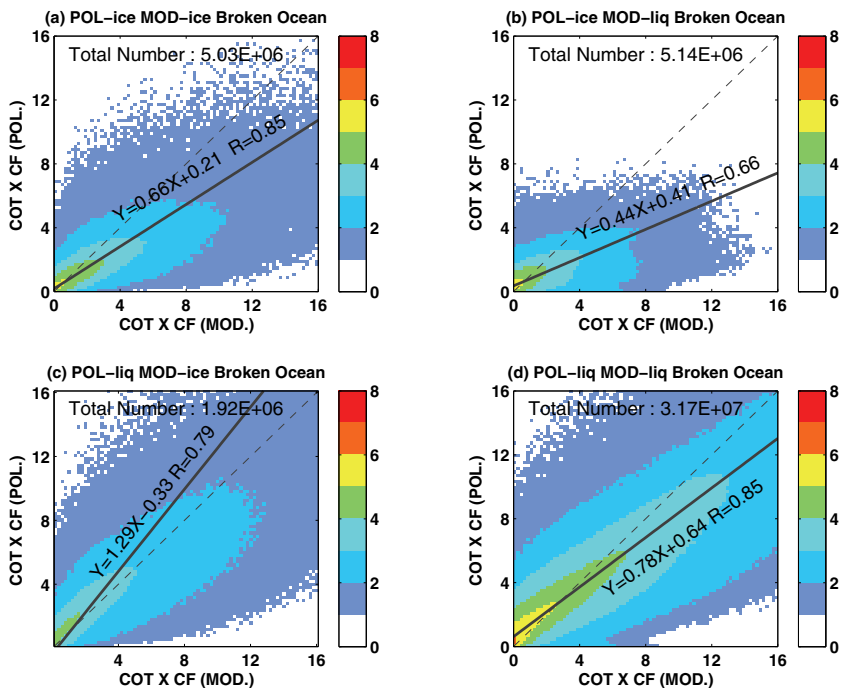 (a) POL-ice MOD-ice Broken Ocean
Total Number : 5.03E+06
Y=0.66X+0.21 R=0.85
COT X CF (POL.)
16
12
8
4
0
0 4 8 12 16
COT X CF (MOD.)
8
6
4
2
0
(b) POL-ice MOD-liq Broken Ocean
Total Number : 5.14E+06
Y=0.44X+0.41 R=0.66
COT X CF (POL.)
16
12
8
4
0
0 4 8 12 16
COT X CF (MOD.)
8
6
4
2
0
(c) POL-liq MOD-ice Broken Ocean
Total Number : 1.92E+06
Y=1.29X-0.33 R=0.79
COT X CF (POL.)
16
12
8
4
4 8 12 16
COT X CF (MOD.)
8
6
4
2
0
(d) POL-liq MOD-liq Broken Ocean
Total Number : 3.17E+07
Y=0.78X+0.64 R=0.85
COT X CF (POL.)
16
12
8
4
0
0 4 8 12 16
COT X CF (MOD.)
8
6
4
2
0